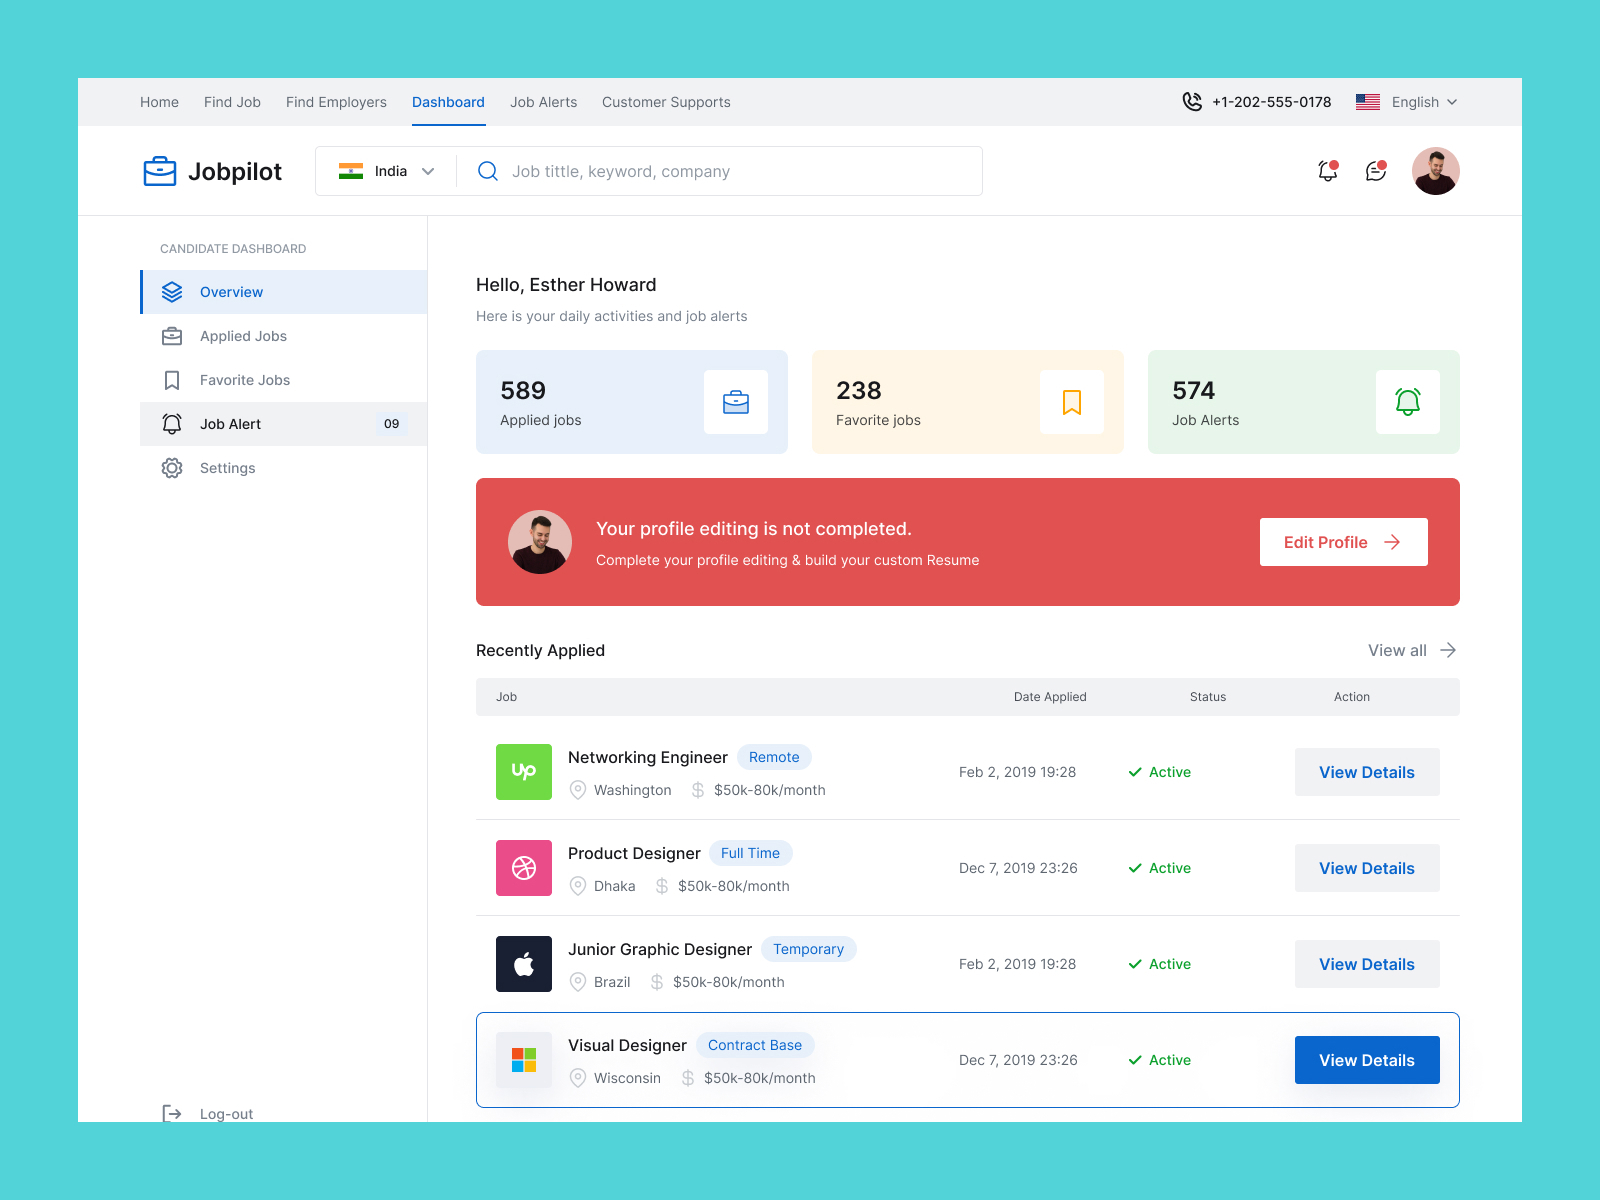 Home Find Job Find Employers Dashboard Job Alerts Customer Supports +1-202-555-0178 English
Jobpilot India Job tittle, keyword, company
CANDIDATE DASHBOARD
Overview
Applied Jobs
Favorite Jobs
Job Alert 09
Settings
Log-out
Hello, Esther Howard
Here is your daily activities and job alerts
589
Applied jobs
238
Favorite jobs
574
Job Alerts
Your profile editing is not completed.
Complete your profile editing & build your custom Resume
Edit Profile
Recently Applied View all
Job Date Applied Status Action
up
Networking Engineer Remote
Washington $50k-80k/month
Feb 2, 2019 19:28 Active View Details
Product Designer Full Time
Dhaka $50k-80k/month
Dec 7, 2019 23:26 Active View Details
Junior Graphic Designer Temporary
Brazil $50k-80k/month
Feb 2, 2019 19:28 Active View Details
Visual Designer Contract Base
Wisconsin $50k-80k/month
Dec 7, 2019 23:26 Active View Details